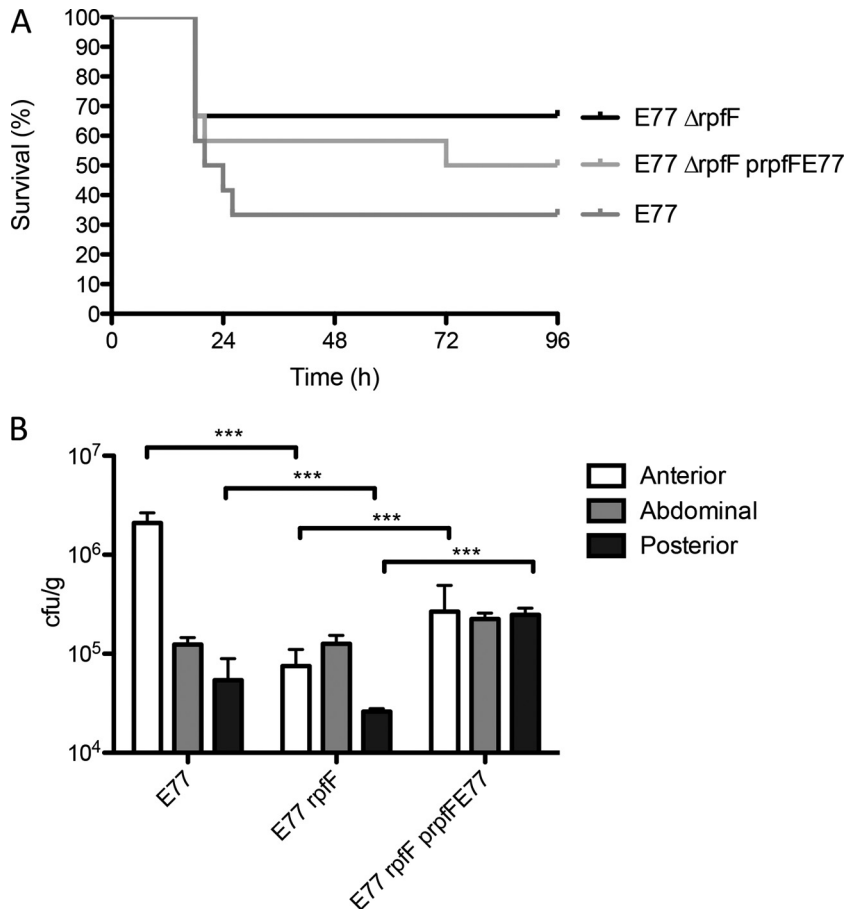 A
Survival (%)
100
90
80
70
60
50
40
30
20
10
0
0 24 48 72 96
Time (h)
E77 ΔrpfF
E77 ΔrpfF prpfFE77
E77
B
cfu/g
10⁷
10⁶
10⁵
10⁴
***
***
***
***
Anterior
Abdominal
Posterior
E77
E77 rpfF
E77 rpfF prpfFE77